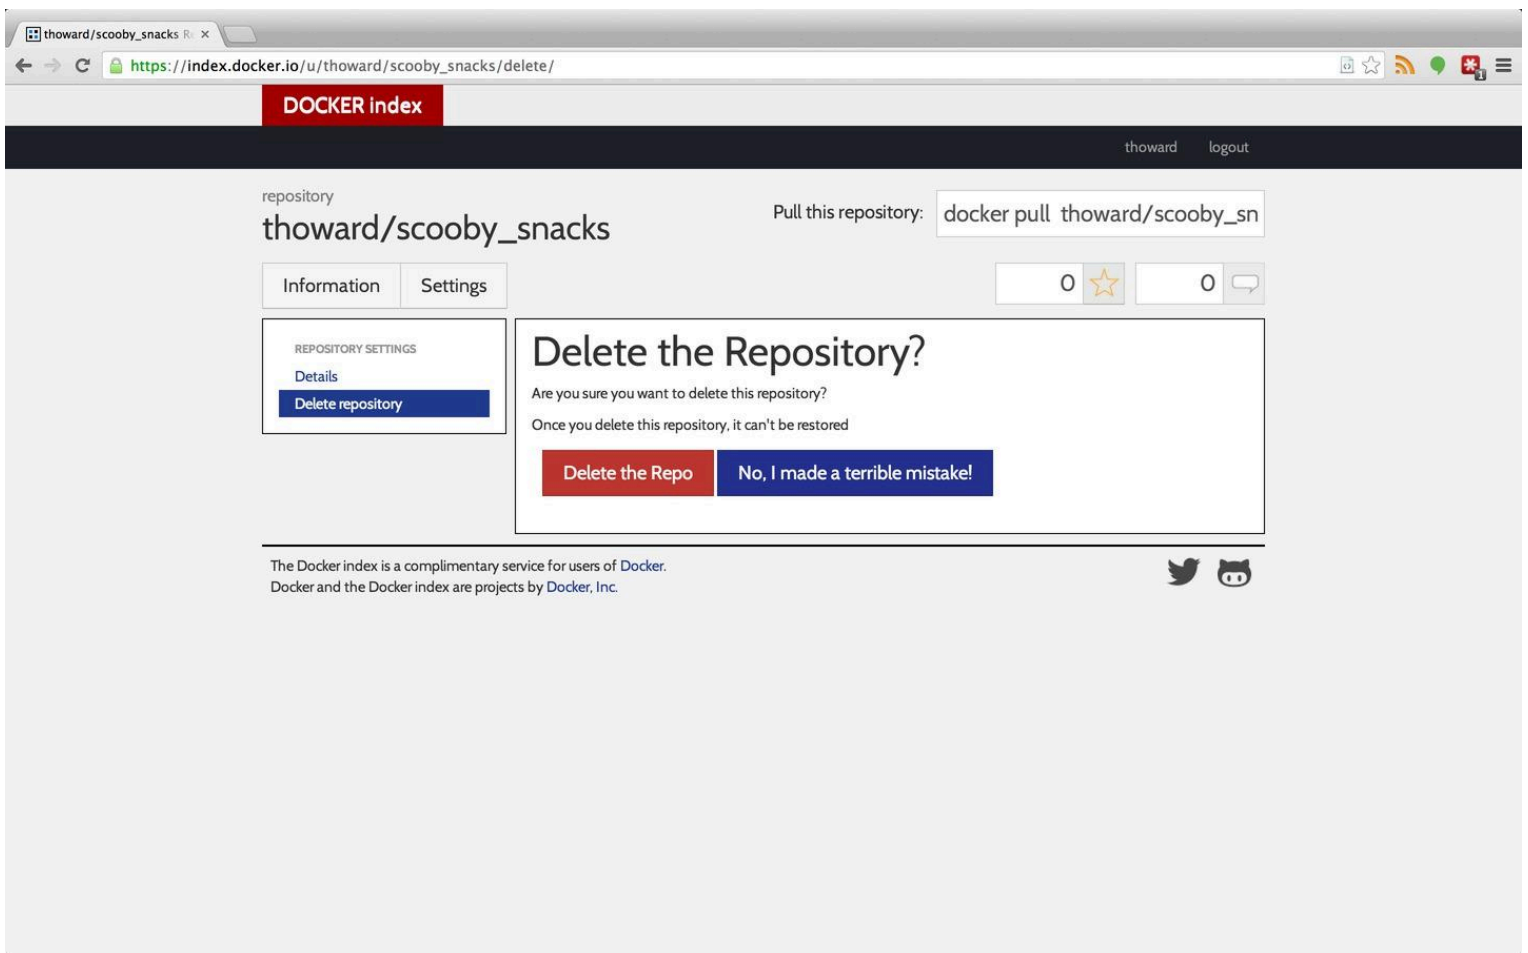 thoward/scooby_snacks R
https://index.docker.io/u/thoward/scooby_snacks/delete/
1
DOCKER index
thoward logout
repository
thoward/scooby_snacks
Pull this repository: docker pull thoward/scooby_sn
Information Settings
0 0
REPOSITORY SETTINGS
Details
Delete repository
Delete the Repository?
Are you sure you want to delete this repository?
Once you delete this repository, it can't be restored
Delete the Repo No, I made a terrible mistake!
The Docker index is a complimentary service for users of Docker.
Docker and the Docker index are projects by Docker, Inc.